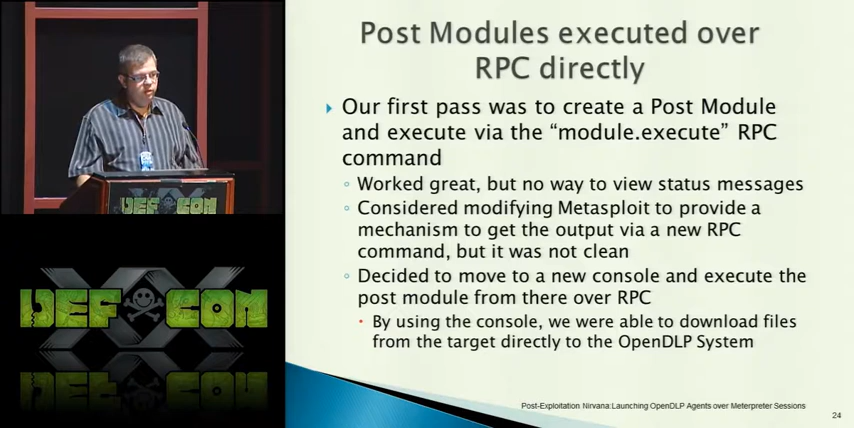 Post Modules executed over
RPC directly
Our first pass was to create a Post Module
and execute via the “module.execute” RPC
command
Worked great, but no way to view status messages
Considered modifying Metasploit to provide a
mechanism to get the output via a new RPC
command, but it was not clean
Decided to move to a new console and execute the
post module from there over RPC
By using the console, we were able to download files
from the target directly to the OpenDLP System
Post-Exploitation Nirvana:Launching OpenDLP Agents over Meterpreter Sessions
24
DEF CON
XX
DEF CON
DEF CON